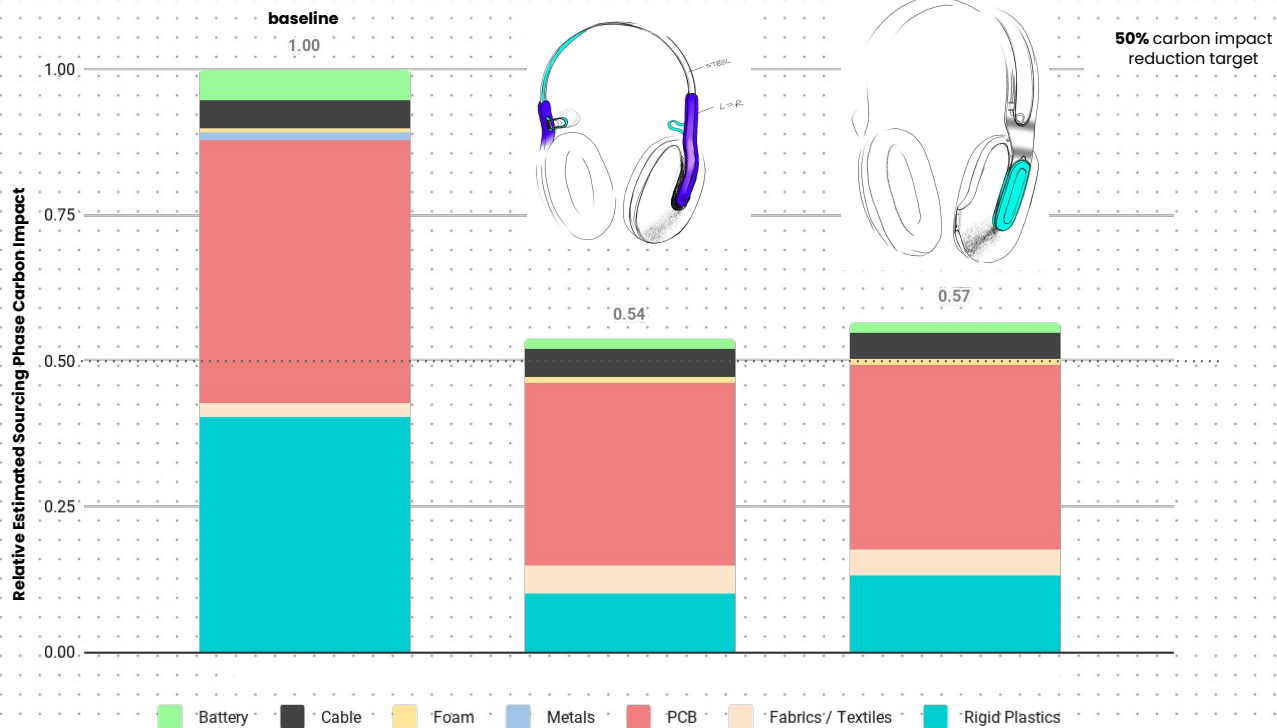 baseline
1.00
50% carbon impact
reduction target
STEEL
L=R
0.54
0.57
Relative Estimated Sourcing Phase Carbon Impact
1.00
0.75
0.50
0.25
0.00
Battery
Cable
Foam
Metals
PCB
Fabrics / Textiles
Rigid Plastics